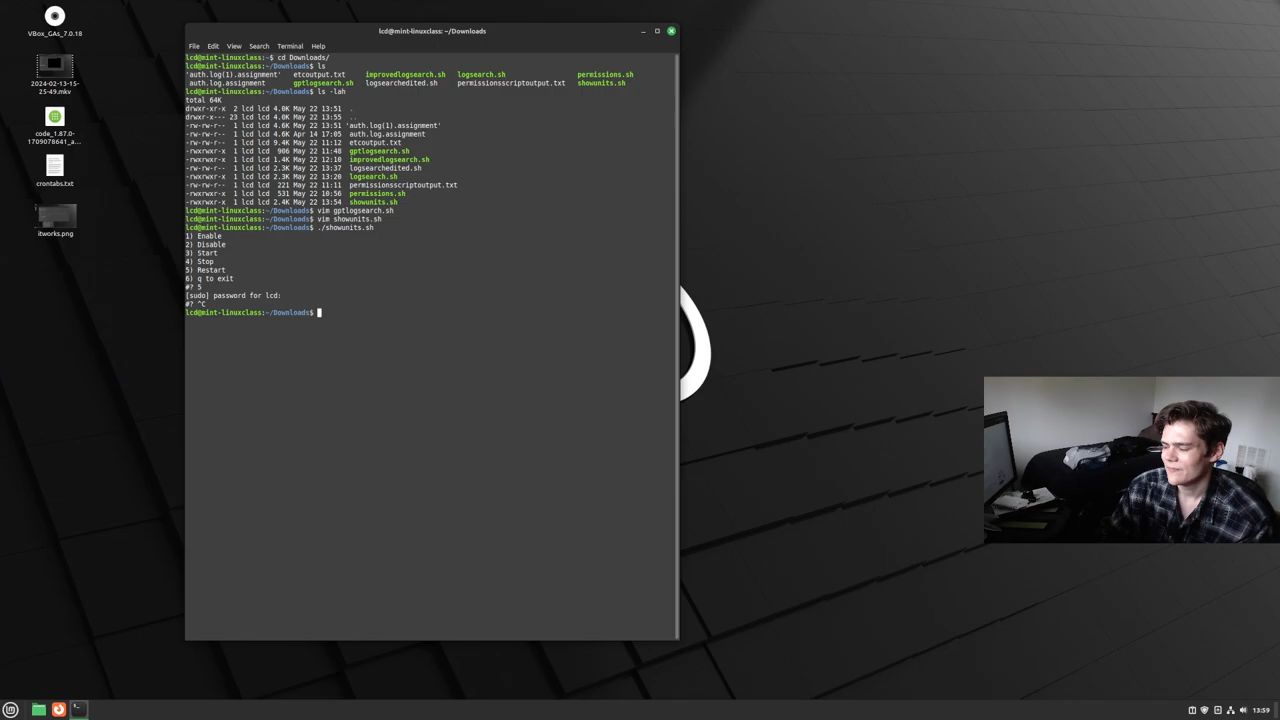 VBox_GAs_7.0.18
2024-02-13-15-
25-49.mkv
code_1.87.0-
1709078641_a...
crontabs.txt
itworks.png
lcd@mint-linuxclass: ~/Downloads
File Edit View Search Terminal Help
lcd@mint-linuxclass:~$ cd Downloads/
lcd@mint-linuxclass:~/Downloads$ ls
'auth.log(1).assignment' etcoutput.txt improvedlogsearch.sh logsearch.sh permissions.sh
auth.log.assignment gptlogsearch.sh logsearchedited.sh permissionsscriptoutput.txt showunits.sh
lcd@mint-linuxclass:~/Downloads$ ls -lah
total 64K
drwxr-xr-x 2 lcd lcd 4.0K May 22 13:51 .
drwxr-x--- 23 lcd lcd 4.0K May 22 13:55 ..
-rw-rw-r-- 1 lcd lcd 4.6K May 22 13:51 'auth.log(1).assignment'
-rw-rw-r-- 1 lcd lcd 4.6K Apr 14 17:05 auth.log.assignment
-rw-rw-r-- 1 lcd lcd 9.4K May 22 11:12 etcoutput.txt
-rwxrwxr-x 1 lcd lcd 906 May 22 11:48 gptlogsearch.sh
-rwxrwxr-x 1 lcd lcd 1.4K May 22 12:10 improvedlogsearch.sh
-rw-rw-r-- 1 lcd lcd 2.3K May 22 13:37 logsearchedited.sh
-rwxrwxr-x 1 lcd lcd 2.3K May 22 13:20 logsearch.sh
-rw-rw-r-- 1 lcd lcd 221 May 22 11:11 permissionsscriptoutput.txt
-rwxrwxr-x 1 lcd lcd 531 May 22 10:56 permissions.sh
-rwxrwxr-x 1 lcd lcd 2.4K May 22 13:54 showunits.sh
lcd@mint-linuxclass:~/Downloads$ vim gptlogsearch.sh
lcd@mint-linuxclass:~/Downloads$ vim showunits.sh
lcd@mint-linuxclass:~/Downloads$ ./showunits.sh
1) Enable
2) Disable
3) Start
4) Stop
5) Restart
6) q to exit
#? 5
[sudo] password for lcd:
#? ^C
lcd@mint-linuxclass:~/Downloads$
13:59